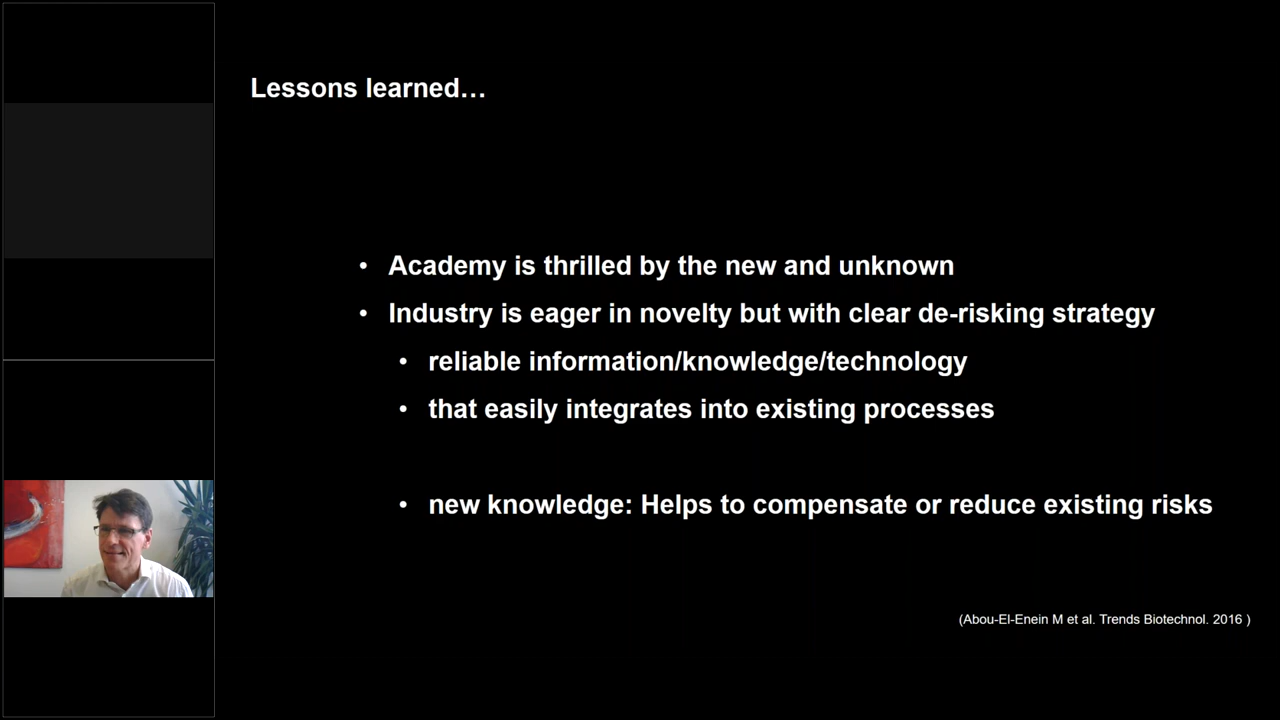 Lessons learned…
• Academy is thrilled by the new and unknown
• Industry is eager in novelty but with clear de-risking strategy
• reliable information/knowledge/technology
• that easily integrates into existing processes
• new knowledge: Helps to compensate or reduce existing risks
(Abou-El-Enein M et al. Trends Biotechnol. 2016 )